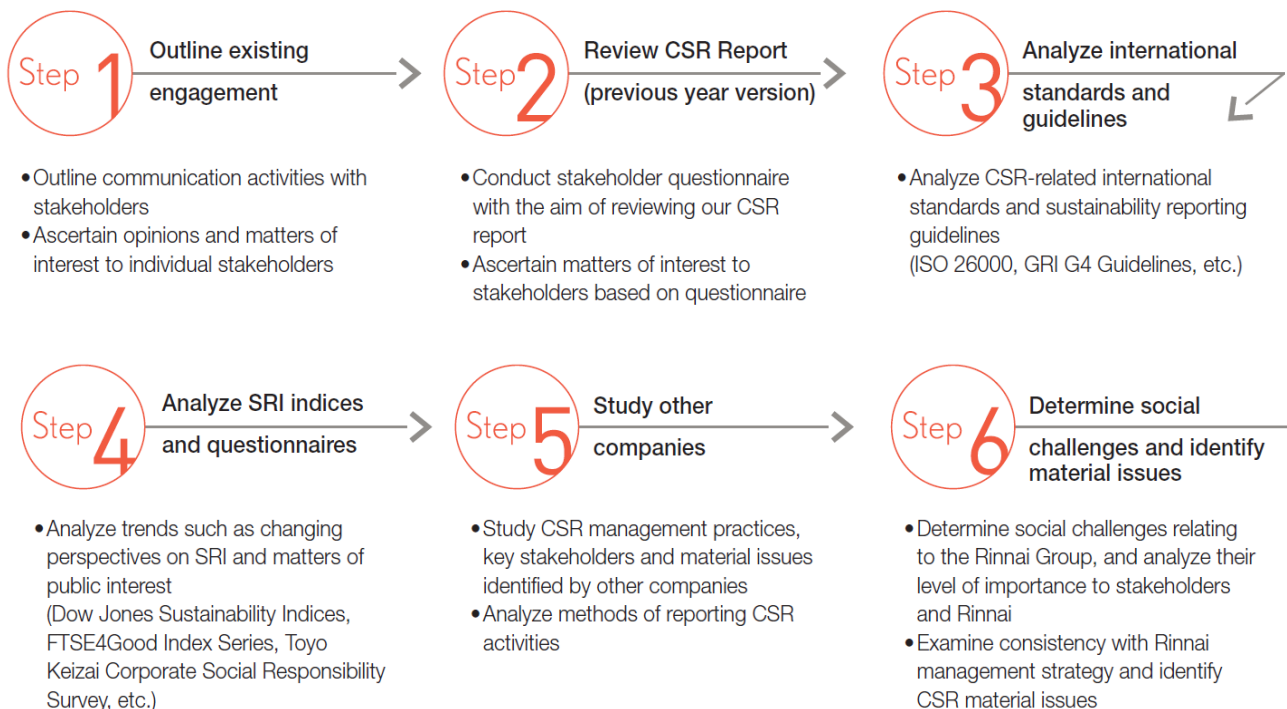 Step 1
Outline existing
engagement
•Outline communication activities with
stakeholders
•Ascertain opinions and matters of
interest to individual stakeholders
Step 2
Review CSR Report
(previous year version)
•Conduct stakeholder questionnaire
with the aim of reviewing our CSR
report
•Ascertain matters of interest to
stakeholders based on questionnaire
Step 3
Analyze international
standards and
guidelines
•Analyze CSR-related international
standards and sustainability reporting
guidelines
(ISO 26000, GRI G4 Guidelines, etc.)
Step 4
Analyze SRI indices
and questionnaires
•Analyze trends such as changing
perspectives on SRI and matters of
public interest
(Dow Jones Sustainability Indices,
FTSE4Good Index Series, Toyo
Keizai Corporate Social Responsibility
Survey, etc.)
Step 5
Study other
companies
•Study CSR management practices,
key stakeholders and material issues
identified by other companies
•Analyze methods of reporting CSR
activities
Step 6
Determine social
challenges and identify
material issues
•Determine social challenges relating
to the Rinnai Group, and analyze their
level of importance to stakeholders
and Rinnai
•Examine consistency with Rinnai
management strategy and identify
CSR material issues